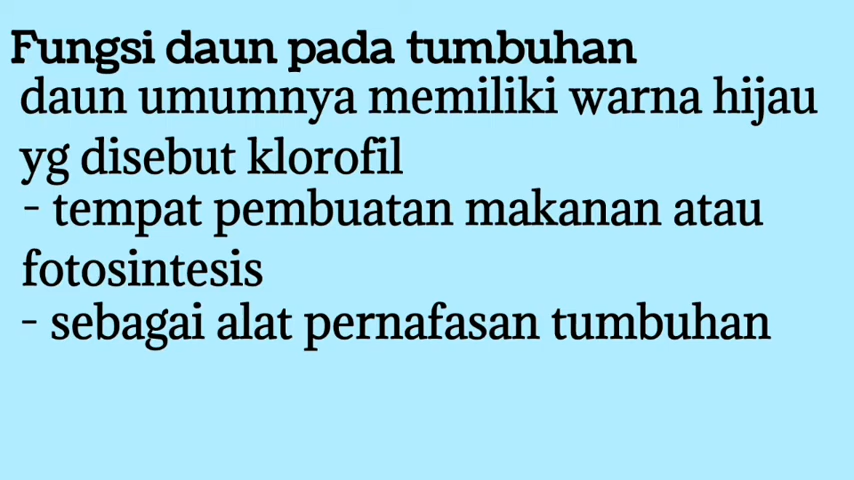 Fungsi daun pada tumbuhan
daun umumnya memiliki warna hijau
yg disebut klorofil
- tempat pembuatan makanan atau
fotosintesis
- sebagai alat pernafasan tumbuhan